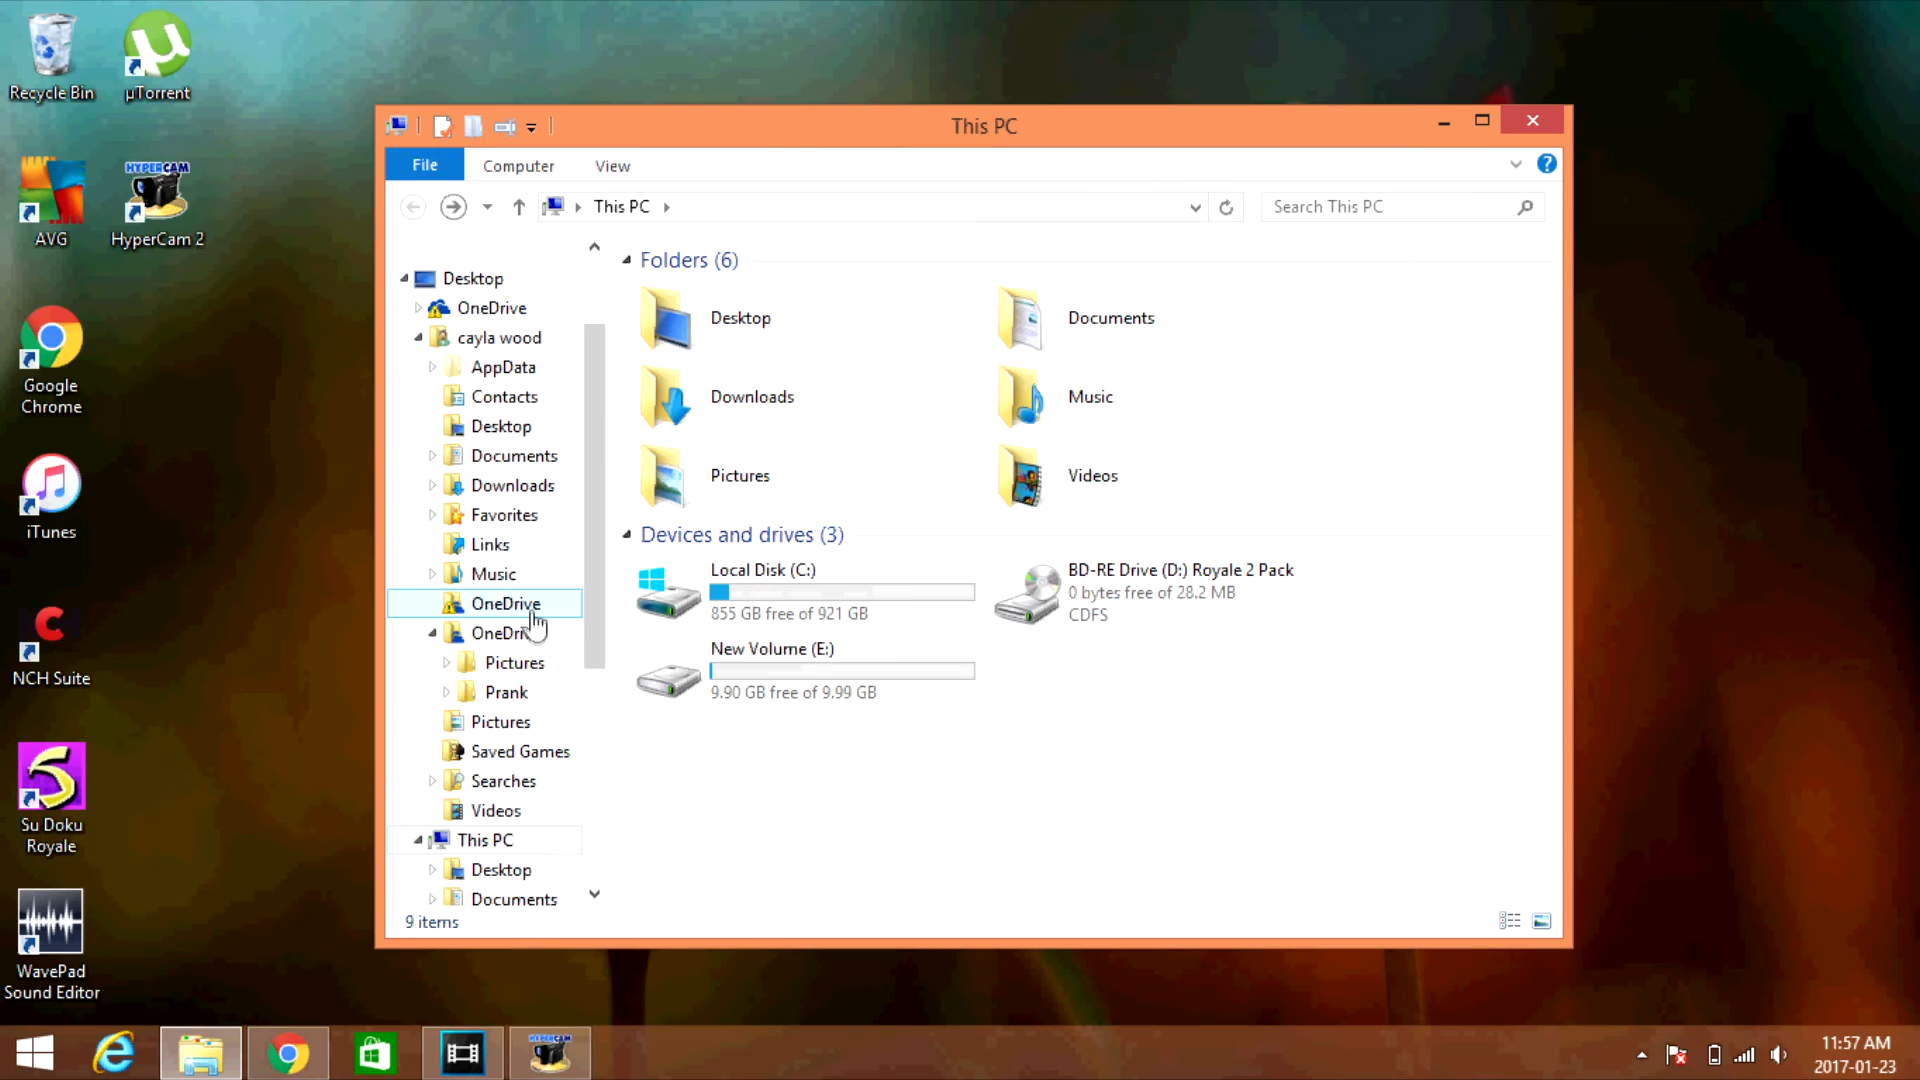 Recycle Bin
µTorrent
AVG
HYPERCAM
HyperCam 2
Google
Chrome
iTunes
NCH Suite
Su Doku
Royale
WavePad
Sound Editor
This PC
File
Computer
View
This PC
Search This PC
Desktop
OneDrive
cayla wood
AppData
Contacts
Desktop
Documents
Downloads
Favorites
Links
Music
OneDrive
OneDri
Pictures
Prank
Pictures
Saved Games
Searches
Videos
This PC
Desktop
Documents
9 items
Folders (6)
Desktop
Documents
Downloads
Music
Pictures
Videos
Devices and drives (3)
Local Disk (C:)
855 GB free of 921 GB
BD-RE Drive (D:) Royale 2 Pack
0 bytes free of 28.2 MB
CDFS
New Volume (E:)
9.90 GB free of 9.99 GB
HYPERCAM
11:57 AM
2017-01-23